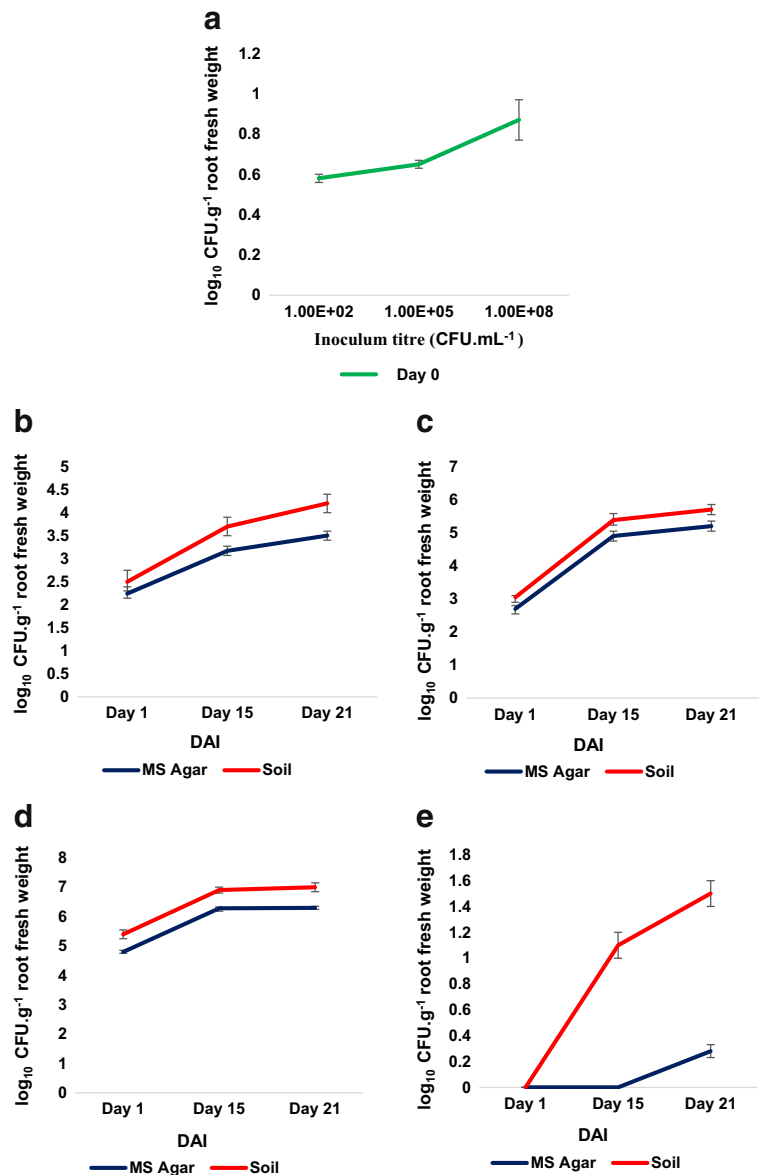 a
log₁₀ CFU.g⁻¹ root fresh weight
1.2
1
0.8
0.6
0.4
0.2
0
1.00E+02 1.00E+05 1.00E+08
Inoculum titre (CFU.mL⁻¹)
Day 0
b
log₁₀ CFU.g⁻¹ root fresh weight
5
4.5
4
3.5
3
2.5
2
1.5
1
0.5
0
Day 1 Day 15 Day 21
DAI
MS Agar Soil
c
log₁₀ CFU.g⁻¹ root fresh weight
7
6
5
4
3
2
1
0
Day 1 Day 15 Day 21
DAI
MS Agar Soil
d
log₁₀ CFU.g⁻¹ root fresh weight
8
7
6
5
4
3
2
1
0
Day 1 Day 15 Day 21
DAI
MS Agar Soil
e
log₁₀ CFU.g⁻¹ root fresh weight
1.8
1.6
1.4
1.2
1
0.8
0.6
0.4
0.2
0
Day 1 Day 15 Day 21
DAI
MS Agar Soil